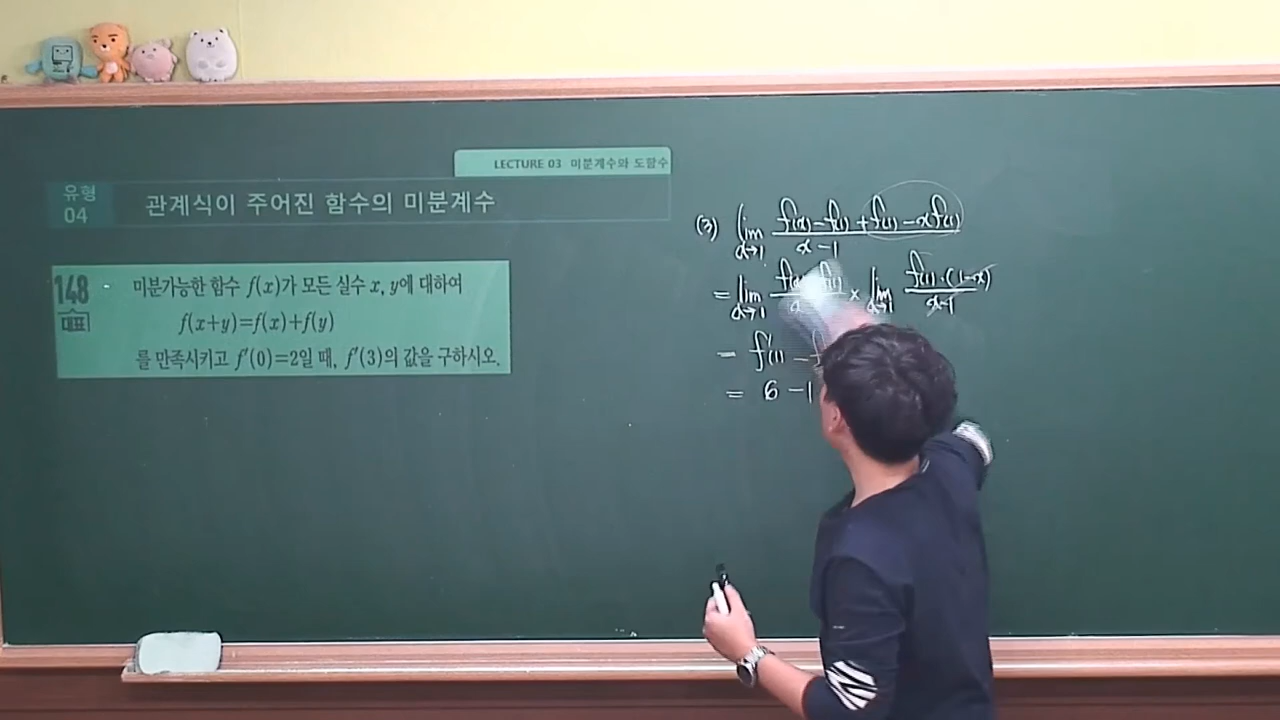 LECTURE 03 미분계수와 도함수
유형 04
관계식이 주어진 함수의 미분계수
148
대표
미분가능한 함수 f(x)가 모든 실수 x, y에 대하여
f(x+y)=f(x)+f(y)
를 만족시키고 f′(0)=2일 때, f′(3)의 값을 구하시오.
(3) lim x→1 f(x)-f(1)+f(1)-xf(1) / x-1
= lim x→1 × lim x→1 f(1)·(1-x) / x-1
= f'(1) -
= 6-1